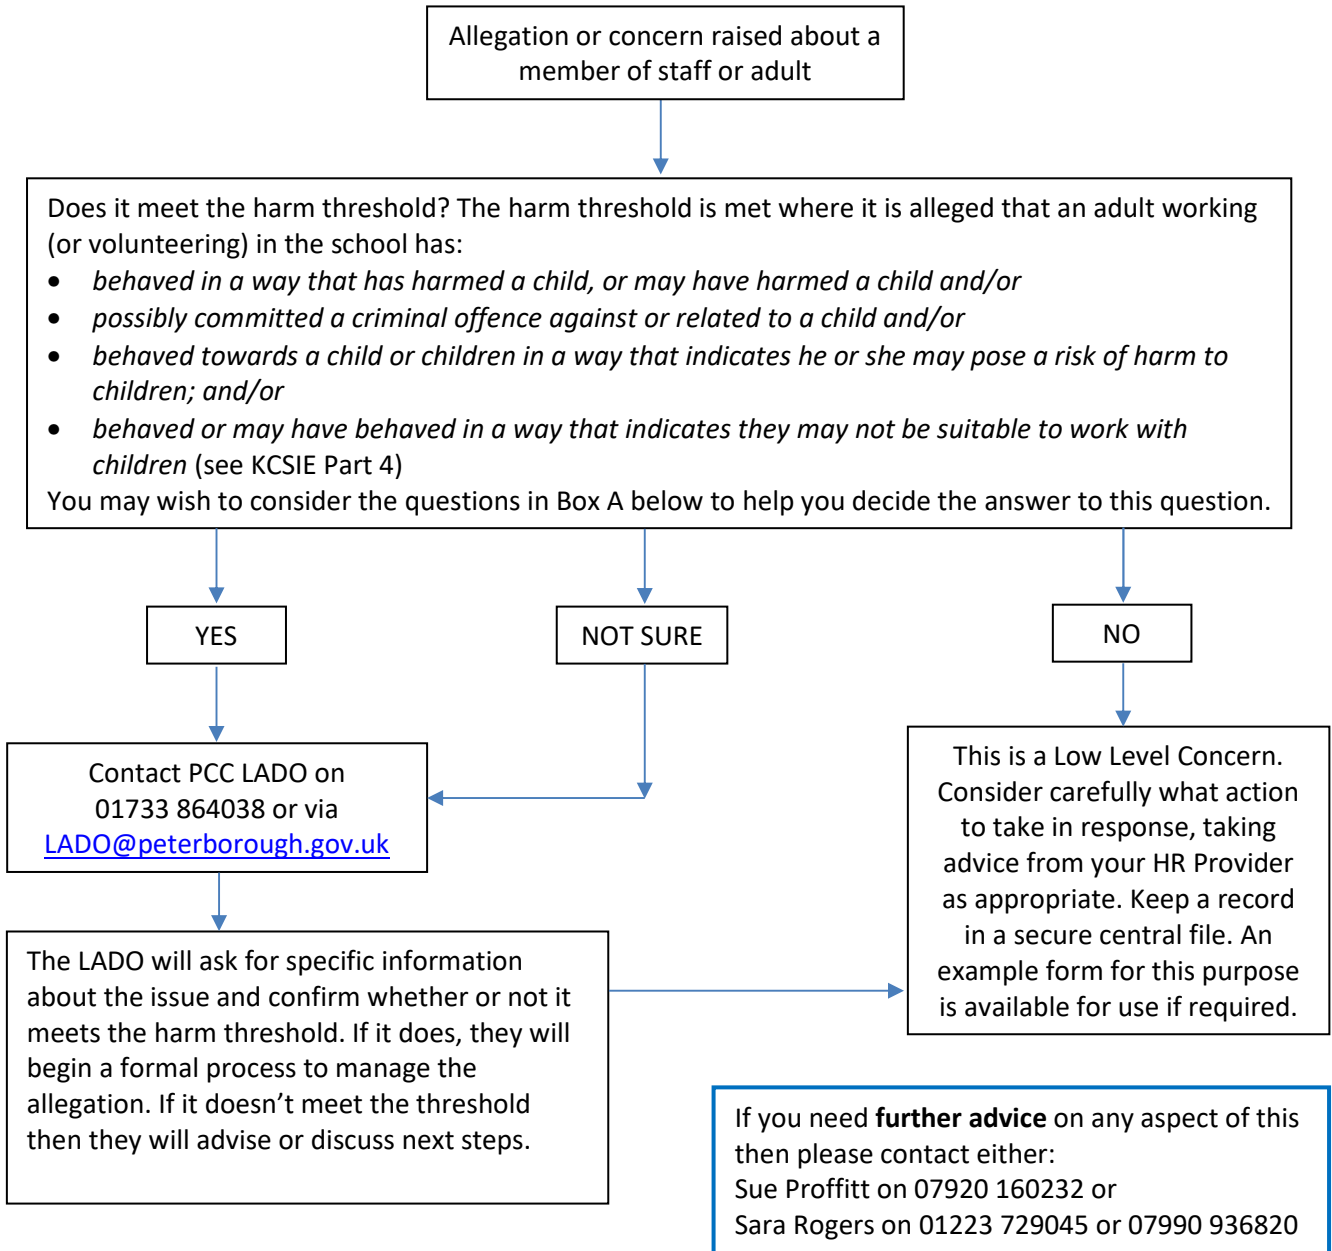 Allegation or concern raised about a
member of staff or adult
Does it meet the harm threshold? The harm threshold is met where it is alleged that an adult working
(or volunteering) in the school has:
• behaved in a way that has harmed a child, or may have harmed a child and/or
• possibly committed a criminal offence against or related to a child and/or
• behaved towards a child or children in a way that indicates he or she may pose a risk of harm to
children; and/or
• behaved or may have behaved in a way that indicates they may not be suitable to work with
children (see KCSIE Part 4)
You may wish to consider the questions in Box A below to help you decide the answer to this question.
YES
NOT SURE
NO
Contact PCC LADO on
01733 864038 or via
LADO@peterborough.gov.uk
This is a Low Level Concern.
Consider carefully what action
to take in response, taking
advice from your HR Provider
as appropriate. Keep a record
in a secure central file. An
example form for this purpose
is available for use if required.
The LADO will ask for specific information
about the issue and confirm whether or not it
meets the harm threshold. If it does, they will
begin a formal process to manage the
allegation. If it doesn’t meet the threshold
then they will advise or discuss next steps.
If you need further advice on any aspect of this
then please contact either:
Sue Proffitt on 07920 160232 or
Sara Rogers on 01223 729045 or 07990 936820